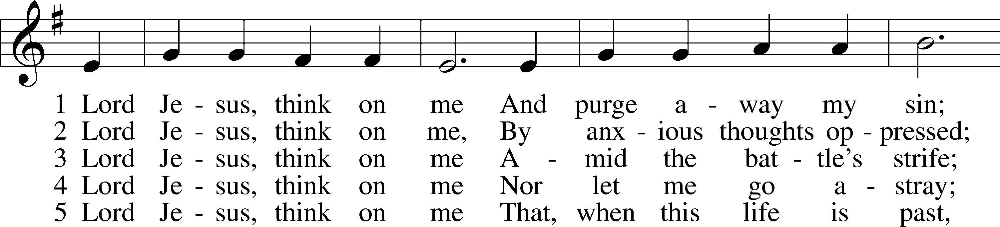 1 Lord Je - sus, think on me And purge a - way my sin;
2 Lord Je - sus, think on me, By anx - ious thoughts op - pressed;
3 Lord Je - sus, think on me A - mid the bat - tle's strife;
4 Lord Je - sus, think on me Nor let me go a - stray;
5 Lord Je - sus, think on me That, when this life is past,